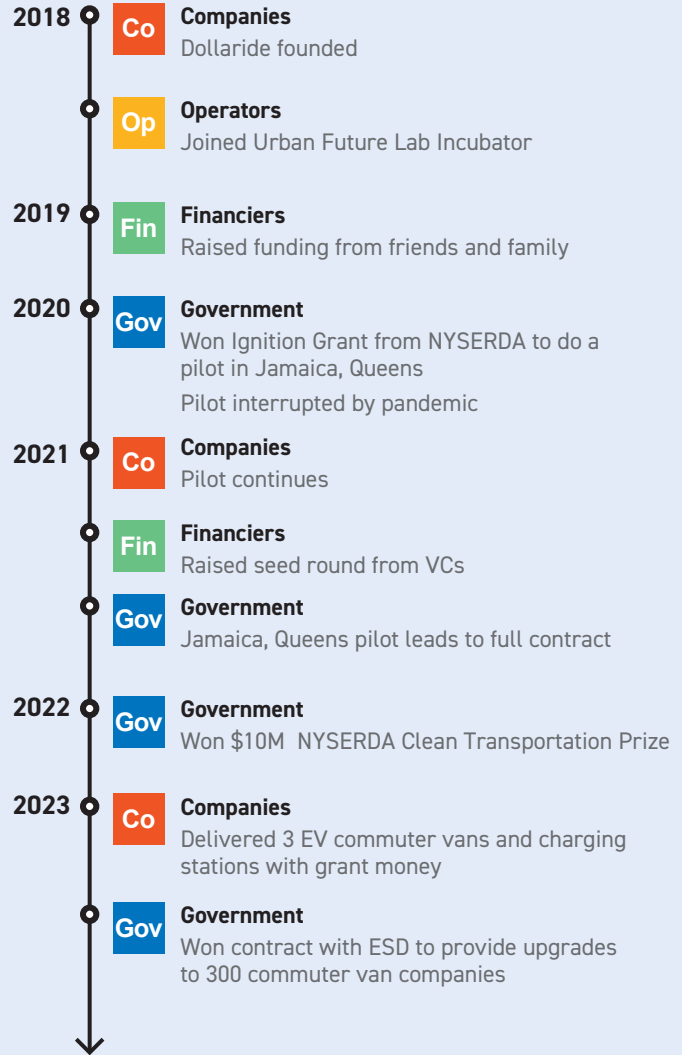 2018
Co
Companies
Dollaride founded
Op
Operators
Joined Urban Future Lab Incubator
2019
Fin
Financiers
Raised funding from friends and family
2020
Gov
Government
Won Ignition Grant from NYSERDA to do a
pilot in Jamaica, Queens
Pilot interrupted by pandemic
2021
Co
Companies
Pilot continues
Fin
Financiers
Raised seed round from VCs
Gov
Government
Jamaica, Queens pilot leads to full contract
2022
Gov
Government
Won $10M NYSERDA Clean Transportation Prize
2023
Co
Companies
Delivered 3 EV commuter vans and charging
stations with grant money
Gov
Government
Won contract with ESD to provide upgrades
to 300 commuter van companies